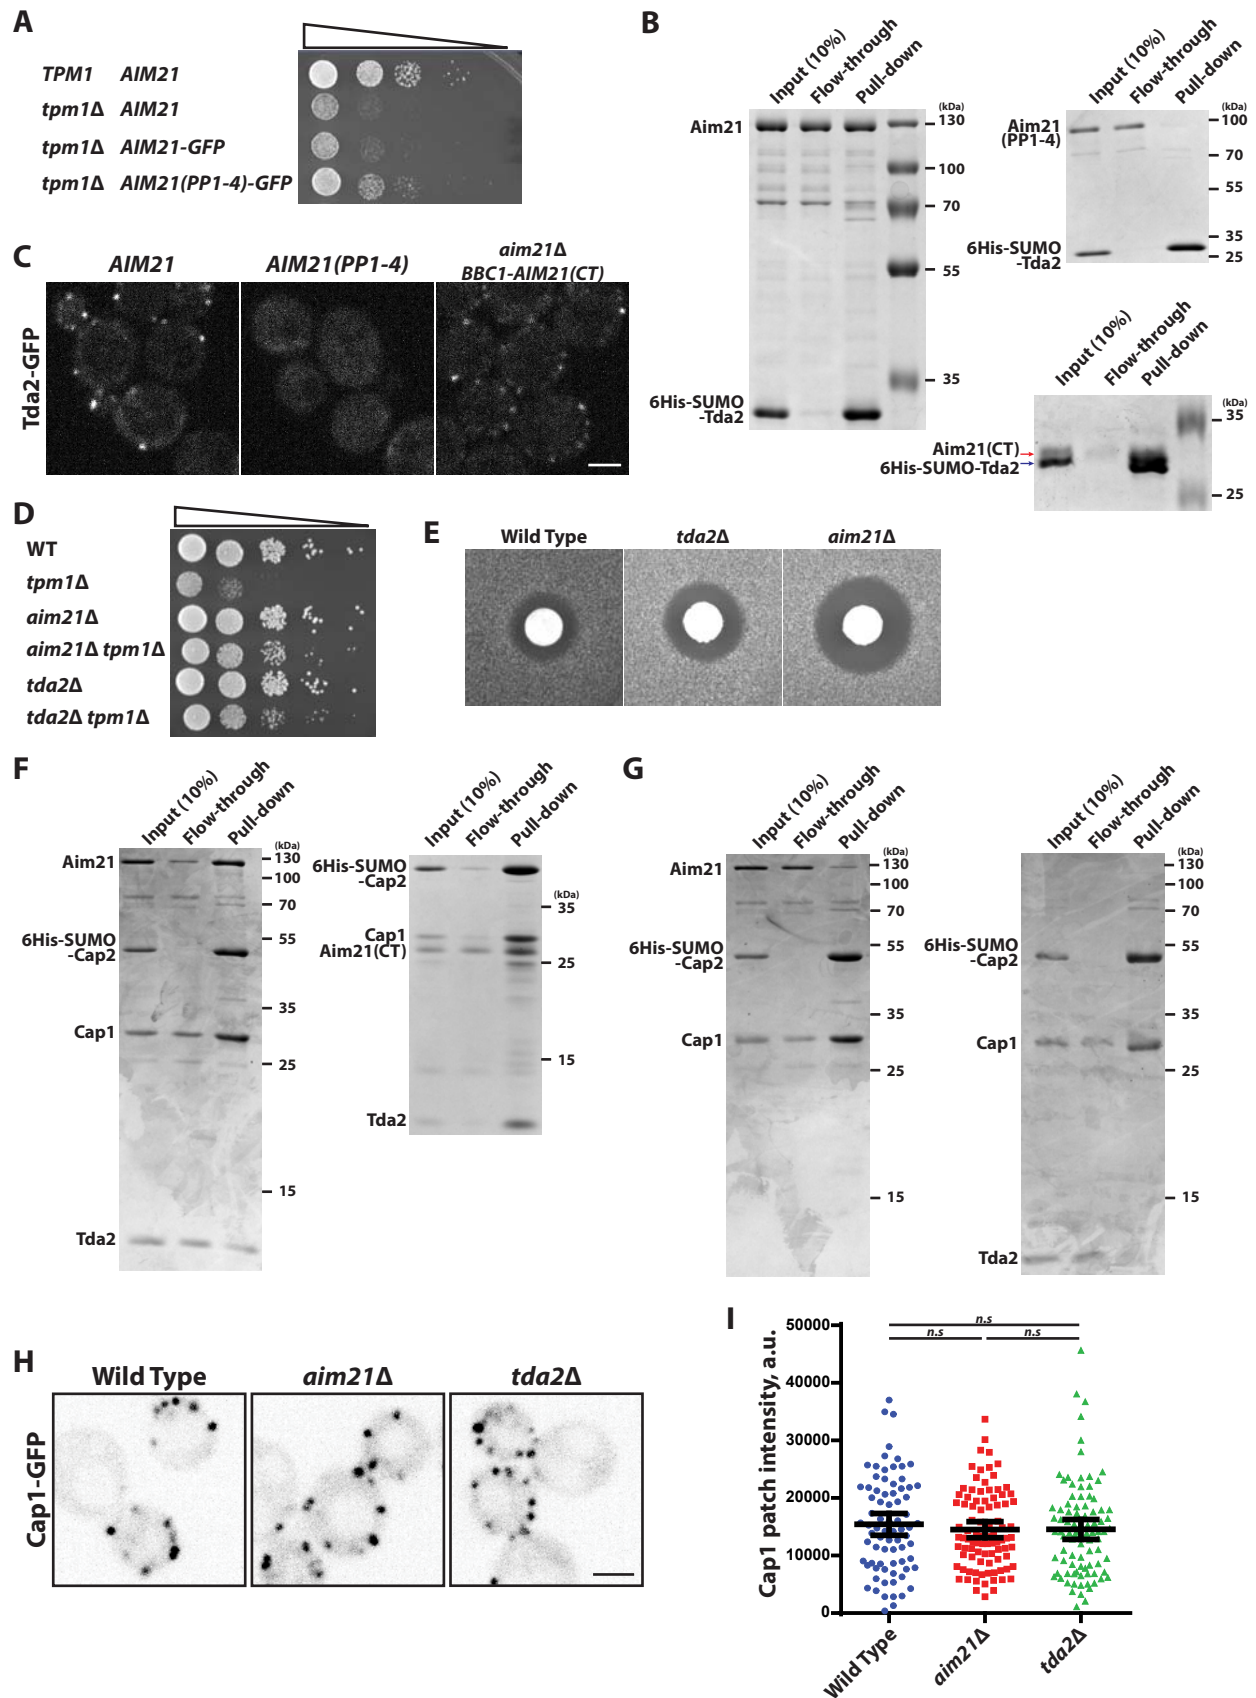 A
TPM1 AIM21
tpm1Δ AIM21
tpm1Δ AIM21-GFP
tpm1Δ AIM21(PP1-4)-GFP
B
Input (10%)
Flow-through
Pull-down
(kDa)
Aim21
130
100
70
55
35
6His-SUMO
-Tda2
Input (10%)
Flow-through
Pull-down
(kDa)
Aim21
(PP1-4)
100
70
55
35
25
6His-SUMO
-Tda2
Input (10%)
Flow-through
Pull-down
(kDa)
35
Aim21(CT)
6His-SUMO-Tda2
25
C
AIM21
AIM21(PP1-4)
aim21Δ
BBC1-AIM21(CT)
Tda2-GFP
D
WT
tpm1Δ
aim21Δ
aim21Δ tpm1Δ
tda2Δ
tda2Δ tpm1Δ
E
Wild Type
tda2Δ
aim21Δ
F
Input (10%)
Flow-through
Pull-down
(kDa)
Aim21
130
100
70
6His-SUMO
-Cap2
55
35
Cap1
25
15
Tda2
Input (10%)
Flow-through
Pull-down
6His-SUMO
-Cap2
(kDa)
35
Cap1
Aim21(CT)
25
15
Tda2
G
Input (10%)
Flow-through
Pull-down
(kDa)
Aim21
130
100
70
6His-SUMO
-Cap2
55
35
Cap1
25
15
Input (10%)
Flow-through
Pull-down
(kDa)
130
100
70
6His-SUMO
-Cap2
55
35
Cap1
25
15
Tda2
H
Wild Type
aim21Δ
tda2Δ
Cap1-GFP
I
Cap1 patch intensity, a.u.
50000
40000
30000
20000
10000
0
n.s
n.s
n.s
Wild Type
aim21Δ
tda2Δ